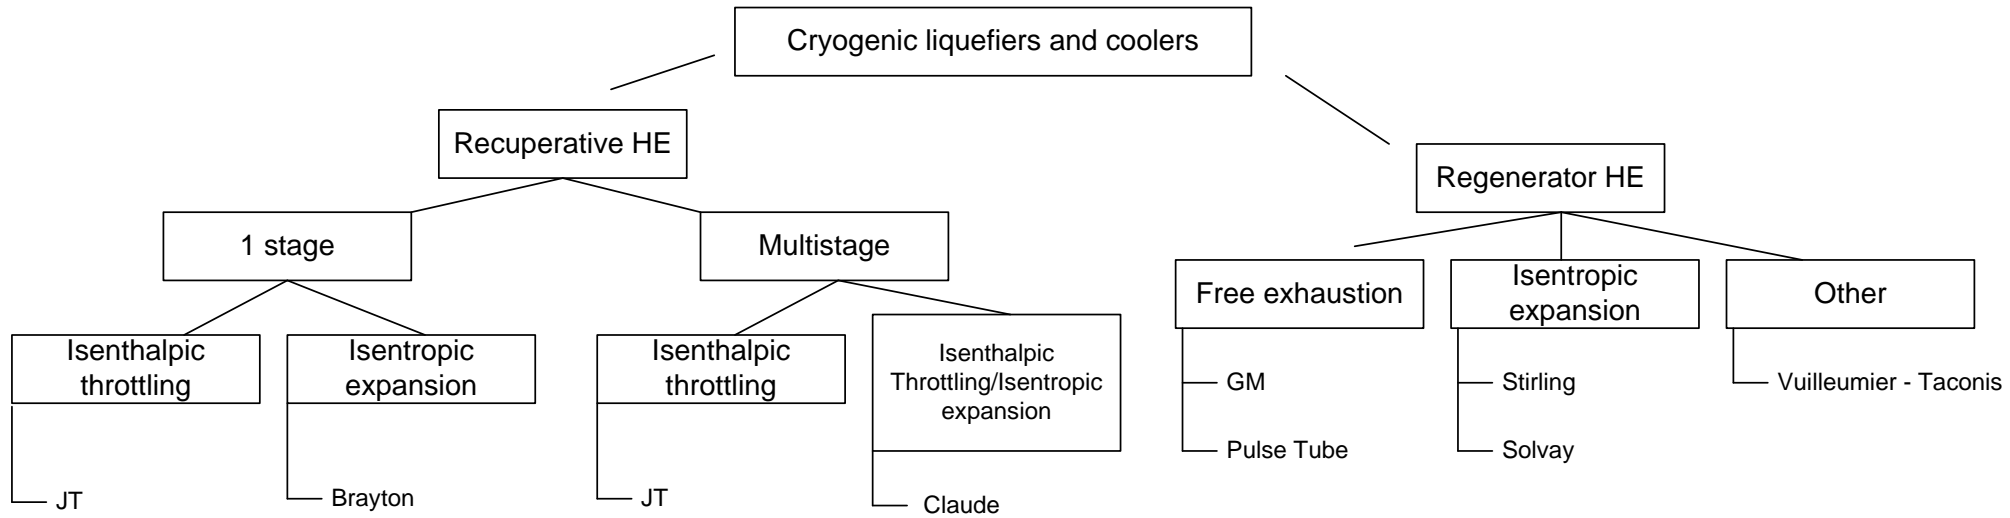 Cryogenic liquefiers and coolers
Recuperative HE
Regenerator HE
1 stage
Multistage
Free exhaustion
Isentropic
expansion
Other
Isenthalpic
throttling
Isentropic
expansion
Isenthalpic
throttling
Isenthalpic
Throttling/Isentropic
expansion
GM
Stirling
Vuilleumier - Taconis
Pulse Tube
Solvay
JT
Brayton
JT
Claude